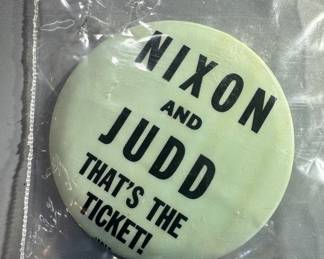 NIXON
AND
JUDD
THAT'S THE
TICKET!